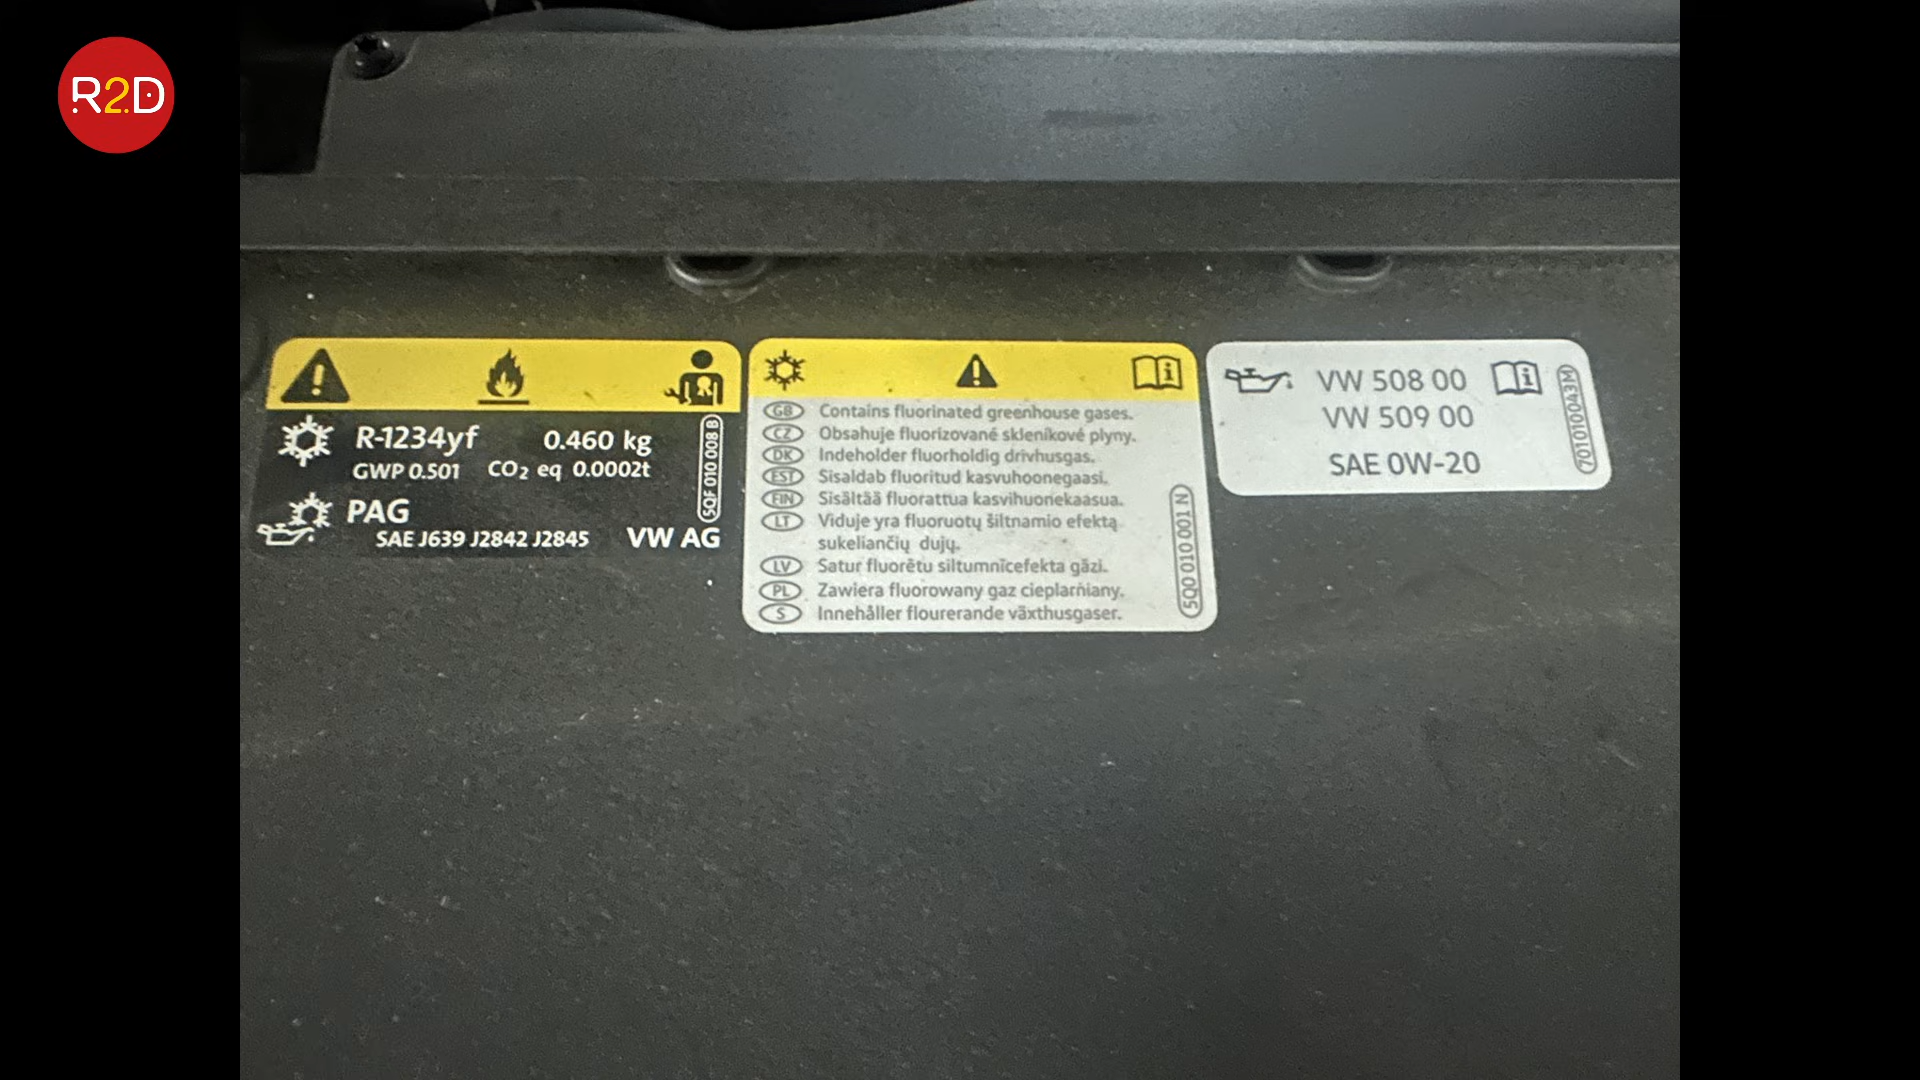 R2D
R-1234yf 0.460 kg
GWP 0.501 CO₂ eq 0.0002t
PAG
SAE J639 J2842 J2845 VW AG
5QF 010 008 B
GB Contains fluorinated greenhouse gases.
CZ Obsahuje fluorizované skleníkové plyny.
DK Indeholder fluorholdig drivhusgas.
EST Sisaldab fluoritud kasvuhoonegaasi.
FIN Sisältää fluorattua kasvihuonekaasua.
LT Viduje yra fluoruotų šiltnamio efektą
sukeliančių dujų.
LV Satur fluorētu siltumnīcefekta gāzi.
PL Zawiera fluorowany gaz cieplarniany.
S Innehåller flourerande växthusgaser.
5Q0 010 001 N
VW 508 00
VW 509 00
SAE 0W-20
701010043M